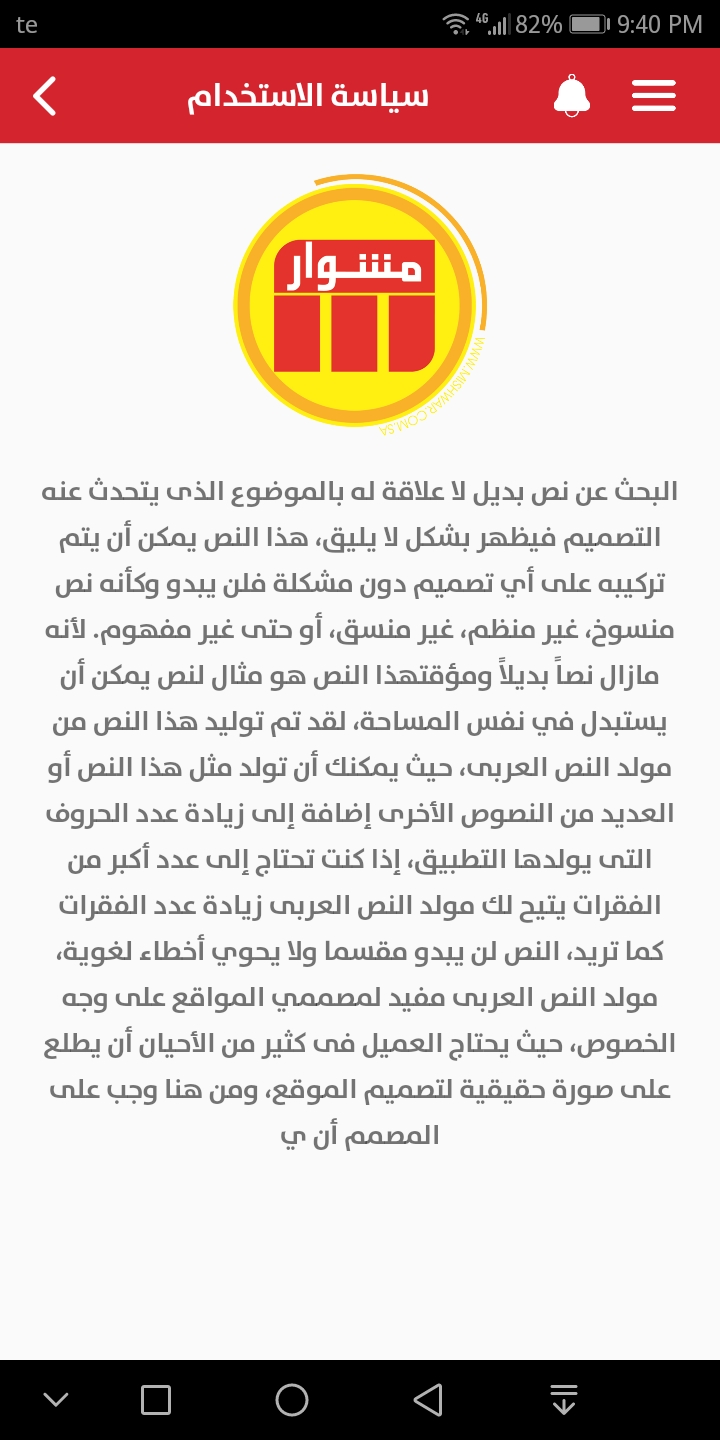 te
4G
82%
9:40 PM
سياسة الاستخدام
مشوار
WWW.MISHWAR.COM.SA
البحث عن نص بديل لا علاقة له بالموضوع الذى يتحدث عنه
التصميم فيظهر بشكل لا يليق، هذا النص يمكن أن يتم
تركيبه على أي تصميم دون مشكلة فلن يبدو وكأنه نص
منسوخ، غير منظم، غير منسق، أو حتى غير مفهوم. لأنه
مازال نصاً بديلاً ومؤقتهذا النص هو مثال لنص يمكن أن
يستبدل في نفس المساحة، لقد تم توليد هذا النص من
مولد النص العربى، حيث يمكنك أن تولد مثل هذا النص أو
العديد من النصوص الأخرى إضافة إلى زيادة عدد الحروف
التى يولدها التطبيق، إذا كنت تحتاج إلى عدد أكبر من
الفقرات يتيح لك مولد النص العربى زيادة عدد الفقرات
كما تريد، النص لن يبدو مقسما ولا يحوي أخطاء لغوية،
مولد النص العربى مفيد لمصممي المواقع على وجه
الخصوص، حيث يحتاج العميل فى كثير من الأحيان أن يطلع
على صورة حقيقية لتصميم الموقع، ومن هنا وجب على
المصمم أن ي